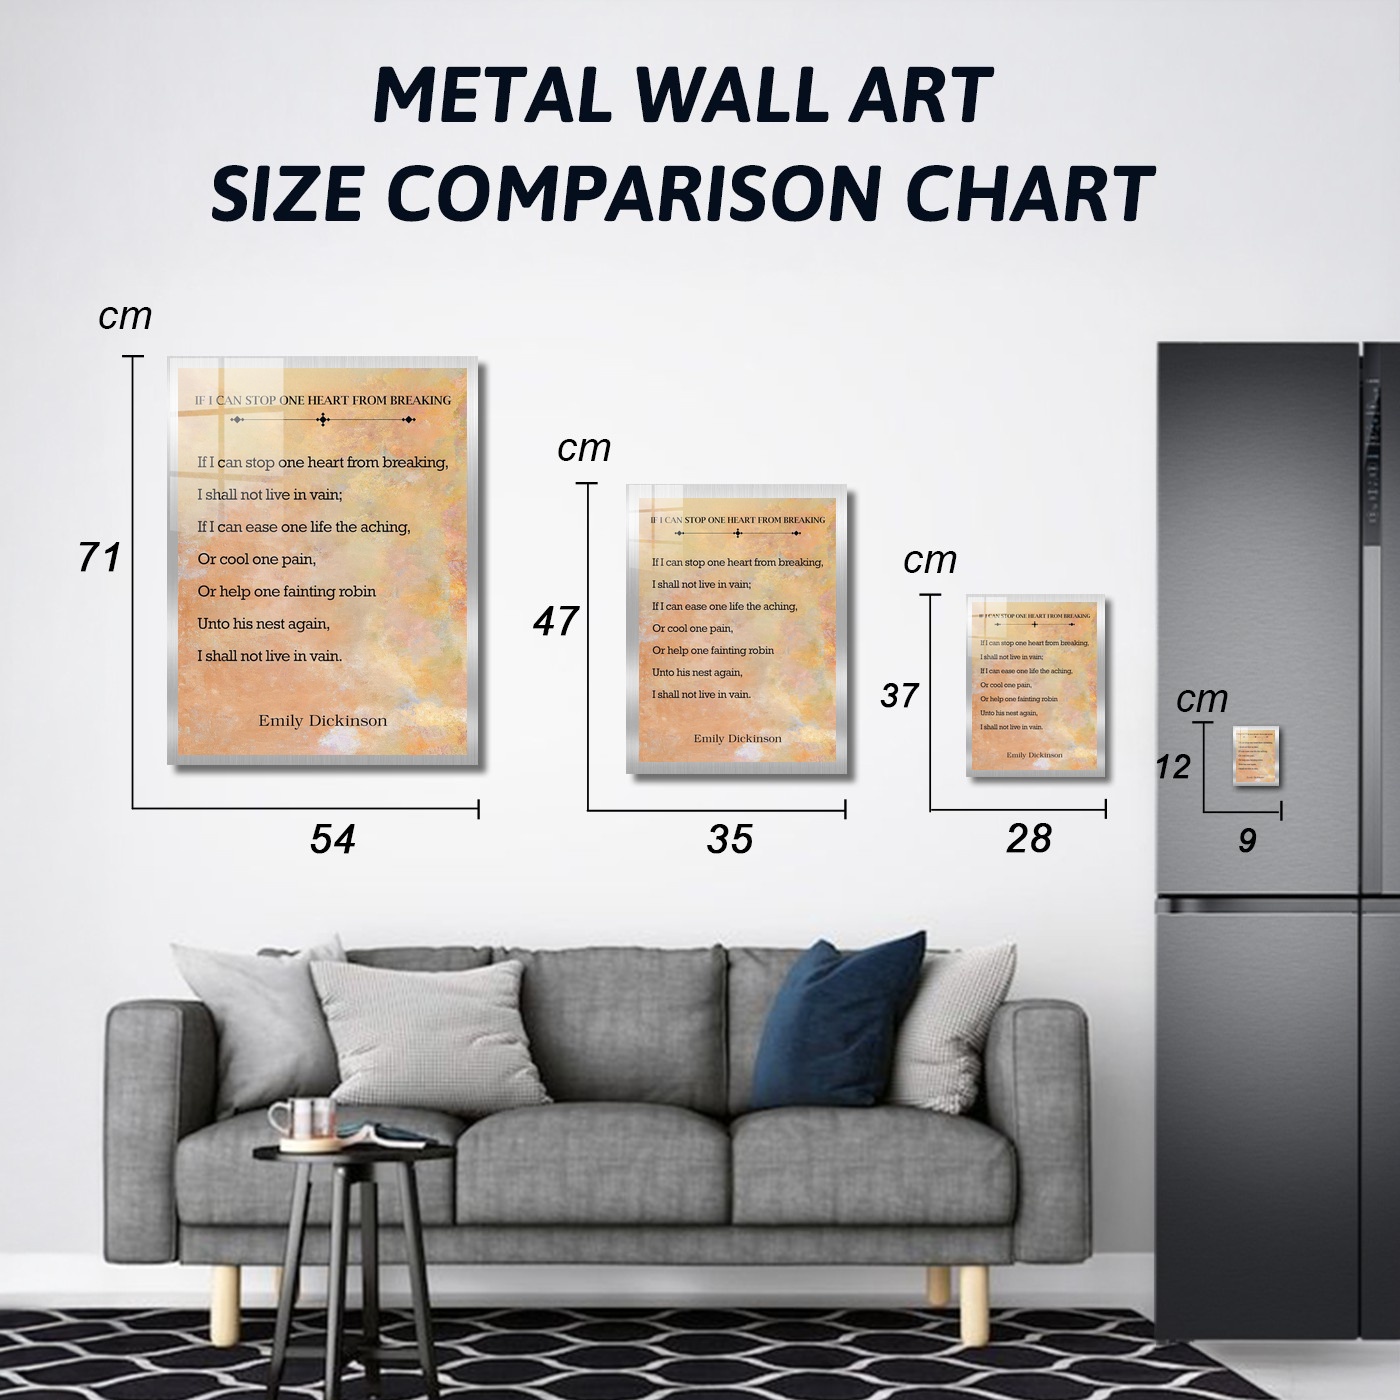 METAL WALL ART
SIZE COMPARISON CHART
cm
71
54
IF I CAN STOP ONE HEART FROM BREAKING
If I can stop one heart from breaking,
I shall not live in vain;
If I can ease one life the aching,
Or cool one pain,
Or help one fainting robin
Unto his nest again,
I shall not live in vain.
Emily Dickinson
cm
47
35
IF I CAN STOP ONE HEART FROM BREAKING
If I can stop one heart from breaking,
I shall not live in vain;
If I can ease one life the aching,
Or cool one pain,
Or help one fainting robin
Unto his nest again,
I shall not live in vain.
Emily Dickinson
cm
37
28
IF I CAN STOP ONE HEART FROM BREAKING
If I can stop one heart from breaking,
I shall not live in vain;
If I can ease one life the aching,
Or cool one pain,
Or help one fainting robin
Unto his nest again,
I shall not live in vain.
Emily Dickinson
cm
12
9